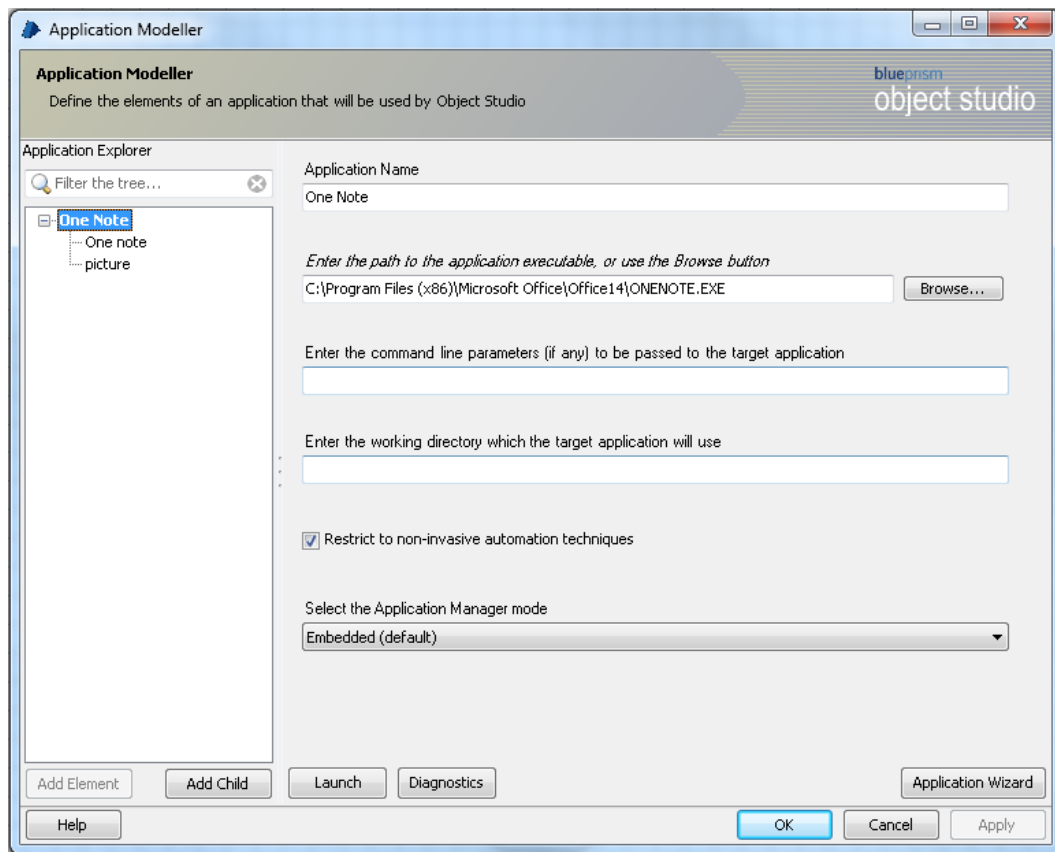 Application Modeller
Application Modeller
Define the elements of an application that will be used by Object Studio
blueprism
object studio
Application Explorer
Filter the tree...
One Note
One note
picture
Application Name
One Note
Enter the path to the application executable, or use the Browse button
C:\Program Files (x86)\Microsoft Office\Office14\ONENOTE.EXE
Browse...
Enter the command line parameters (if any) to be passed to the target application
Enter the working directory which the target application will use
Restrict to non-invasive automation techniques
Select the Application Manager mode
Embedded (default)
Add Element
Add Child
Launch
Diagnostics
Application Wizard
Help
OK
Cancel
Apply